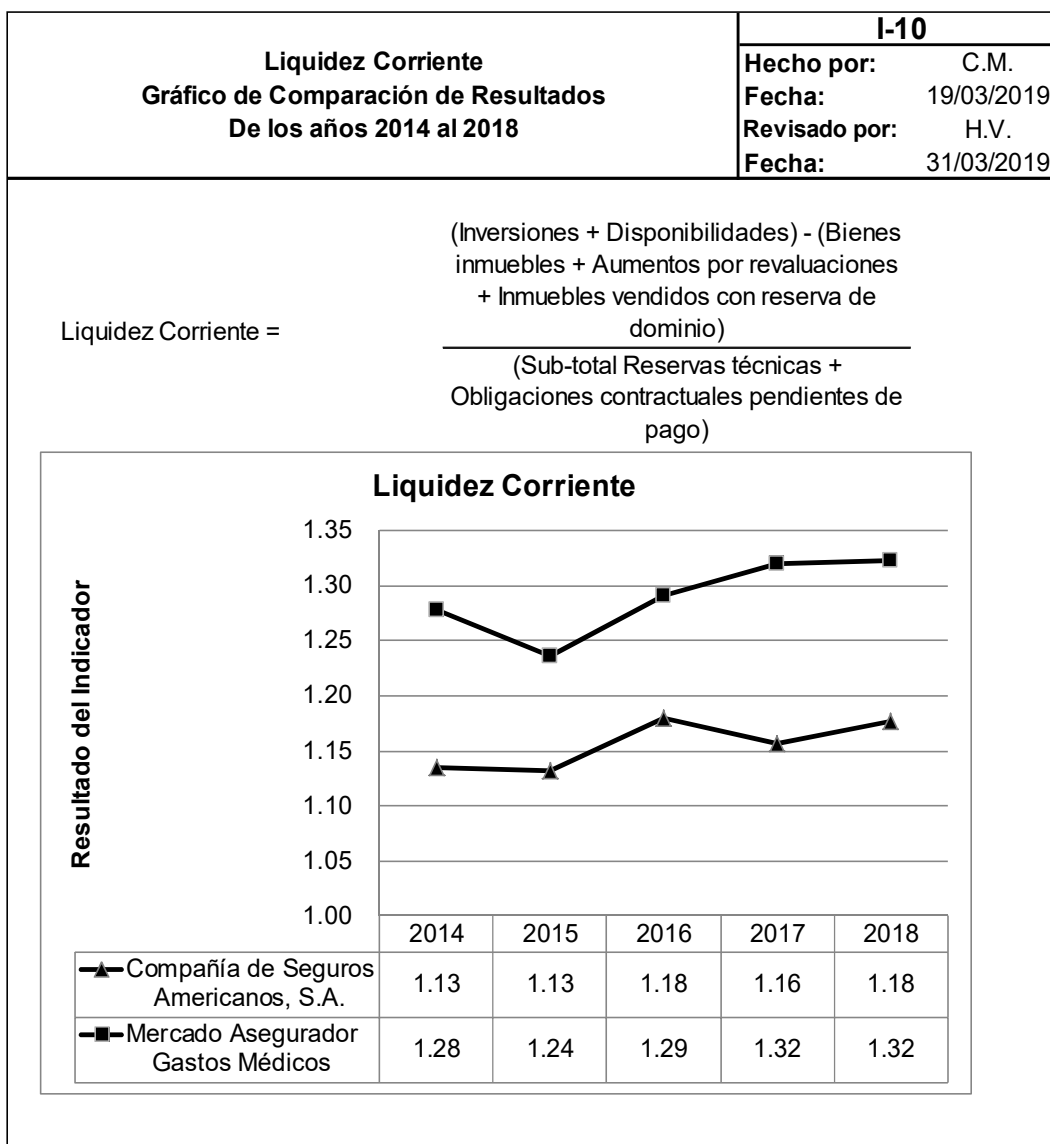 Liquidez Corriente
Gráfico de Comparación de Resultados
De los años 2014 al 2018
I-10
Hecho por: C.M.
Fecha: 19/03/2019
Revisado por: H.V.
Fecha: 31/03/2019
Liquidez Corriente =
(Inversiones + Disponibilidades) - (Bienes
inmuebles + Aumentos por revaluaciones
+ Inmuebles vendidos con reserva de
dominio)
(Sub-total Reservas técnicas +
Obligaciones contractuales pendientes de
pago)
Liquidez Corriente
Resultado del Indicador
1.35
1.30
1.25
1.20
1.15
1.10
1.05
1.00
2014 2015 2016 2017 2018
Compañía de Seguros
Americanos, S.A.
1.13 1.13 1.18 1.16 1.18
Mercado Asegurador
Gastos Médicos
1.28 1.24 1.29 1.32 1.32